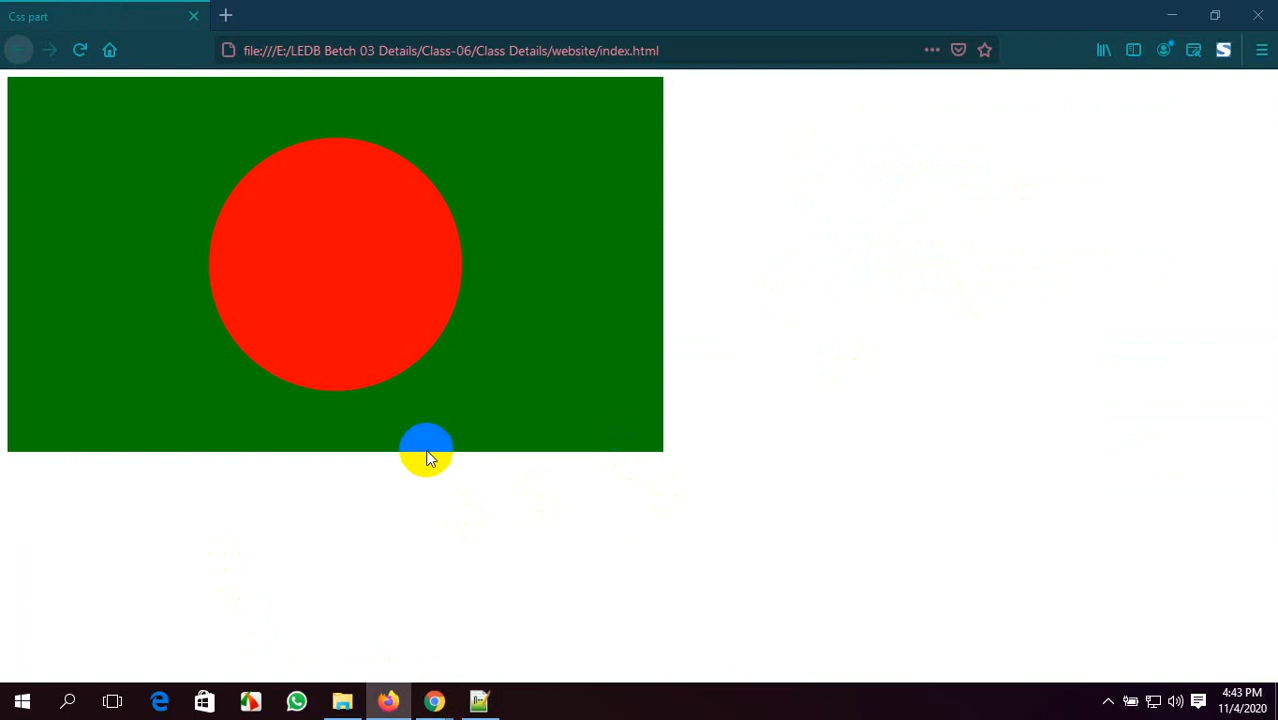 Css part
file:///E:/LEDB Betch 03 Details/Class-06/Class Details/website/index.html
4:43 PM
11/4/2020